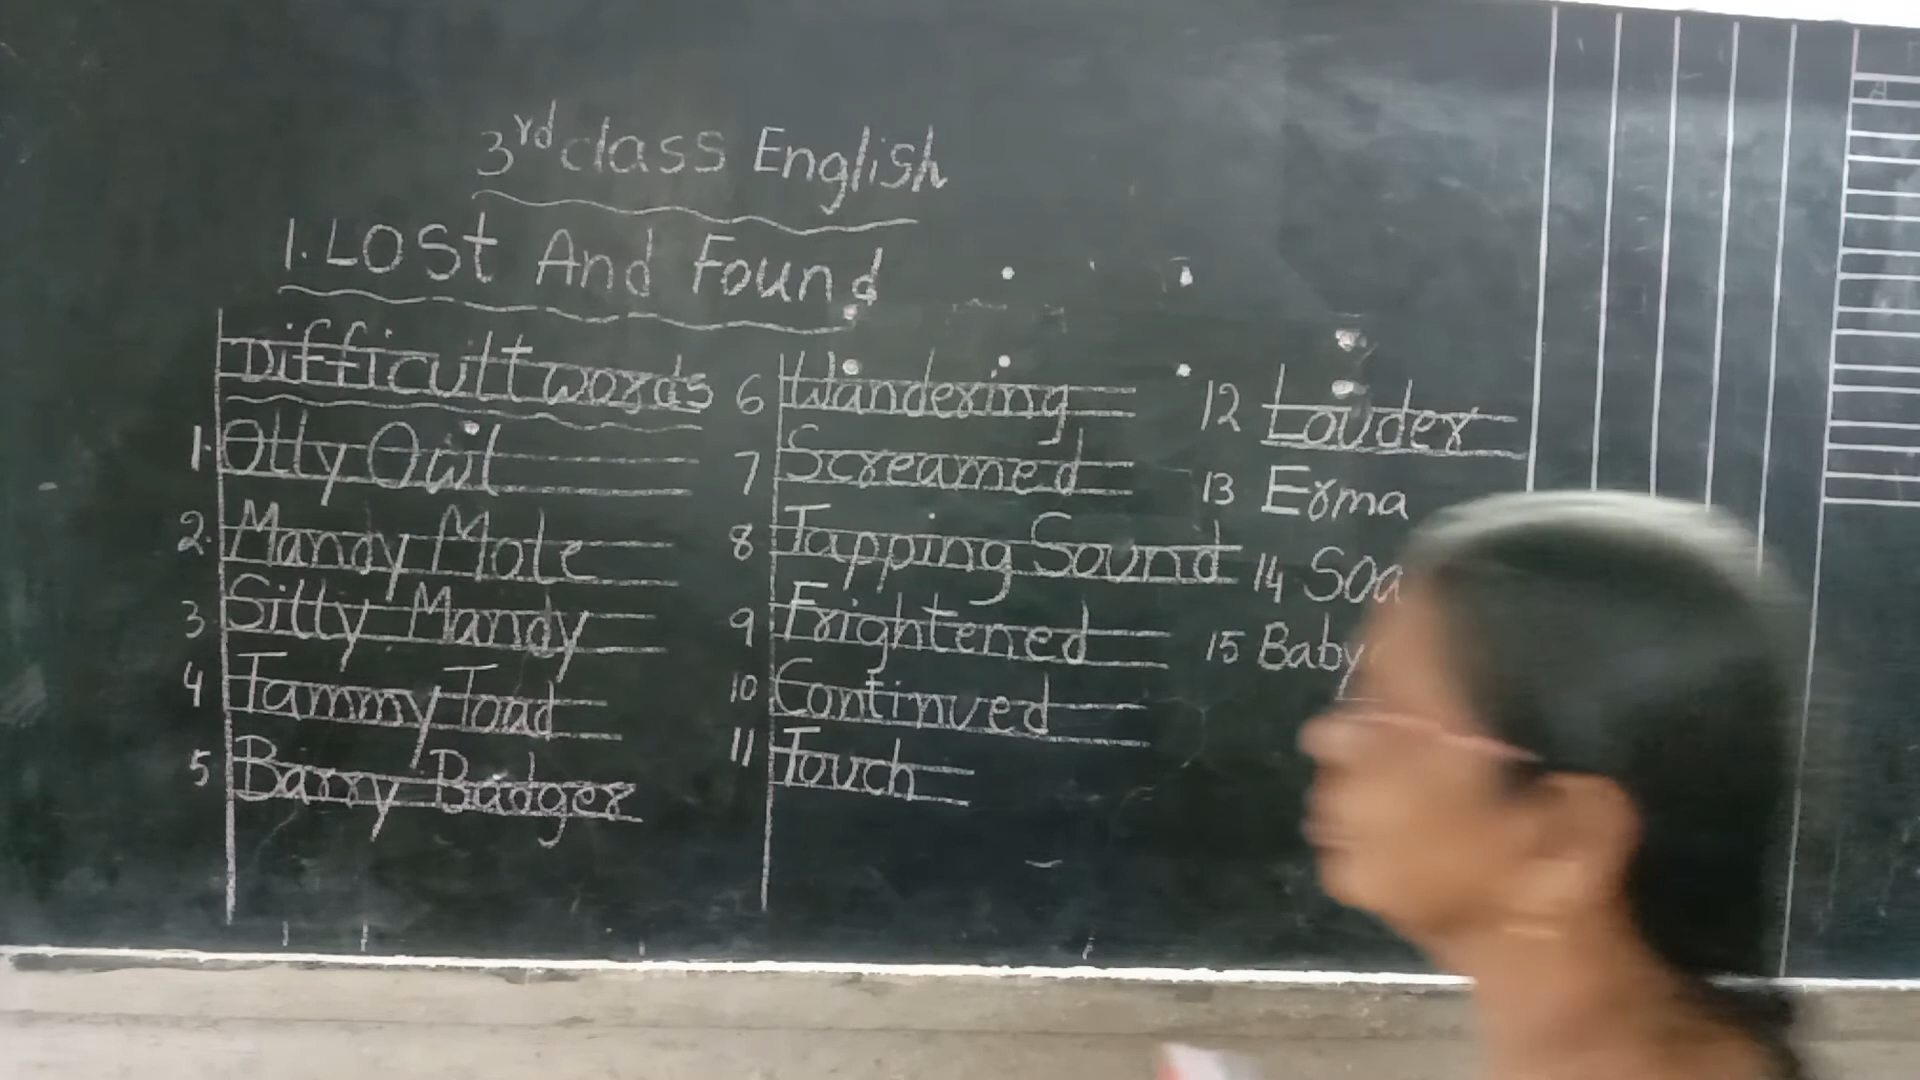 3rd class English
1. LOSt And Found
Difficult words
1. Olly Owl
2. Mandy Mole
3 Silly Mandy
4 Tammy Toad
5 Barry Badger
6 Wandering
7 Screamed
8 Tapping Sound
9 Frightened
10 Continued
11 Touch
12 Louder
13 Erma
14
15 Baby